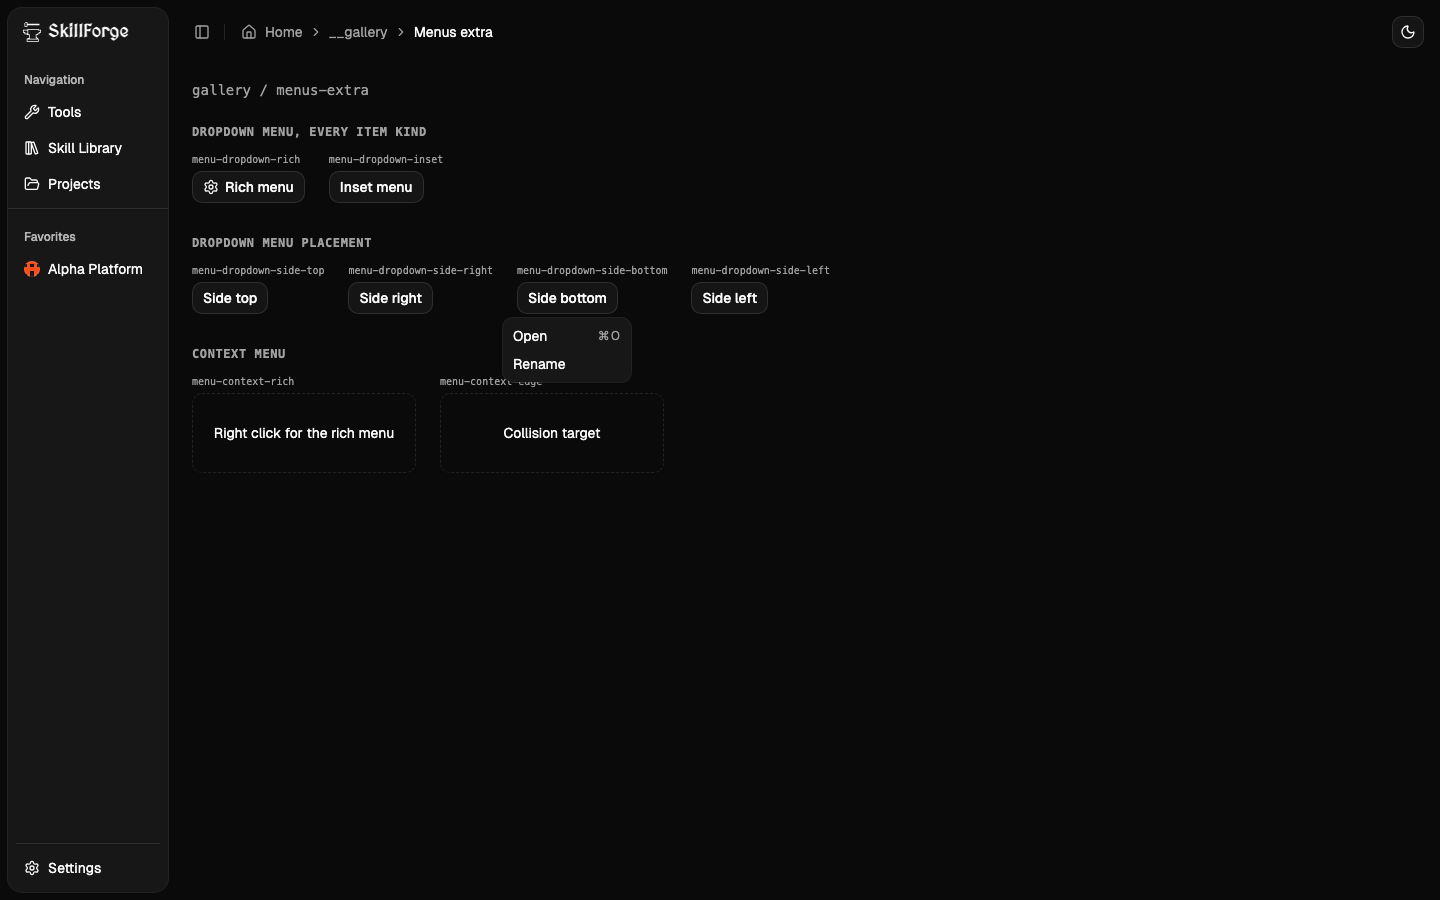 SkillForge
Home > __gallery > Menus extra
Navigation
Tools
Skill Library
Projects
Favorites
Alpha Platform
Settings
gallery / menus-extra
DROPDOWN MENU, EVERY ITEM KIND
menu-dropdown-rich menu-dropdown-inset
Rich menu Inset menu
DROPDOWN MENU PLACEMENT
menu-dropdown-side-top menu-dropdown-side-right menu-dropdown-side-bottom menu-dropdown-side-left
Side top Side right Side bottom Side left
Open ⌘O
Rename
CONTEXT MENU
menu-context-rich menu-context-edge
Right click for the rich menu Collision target